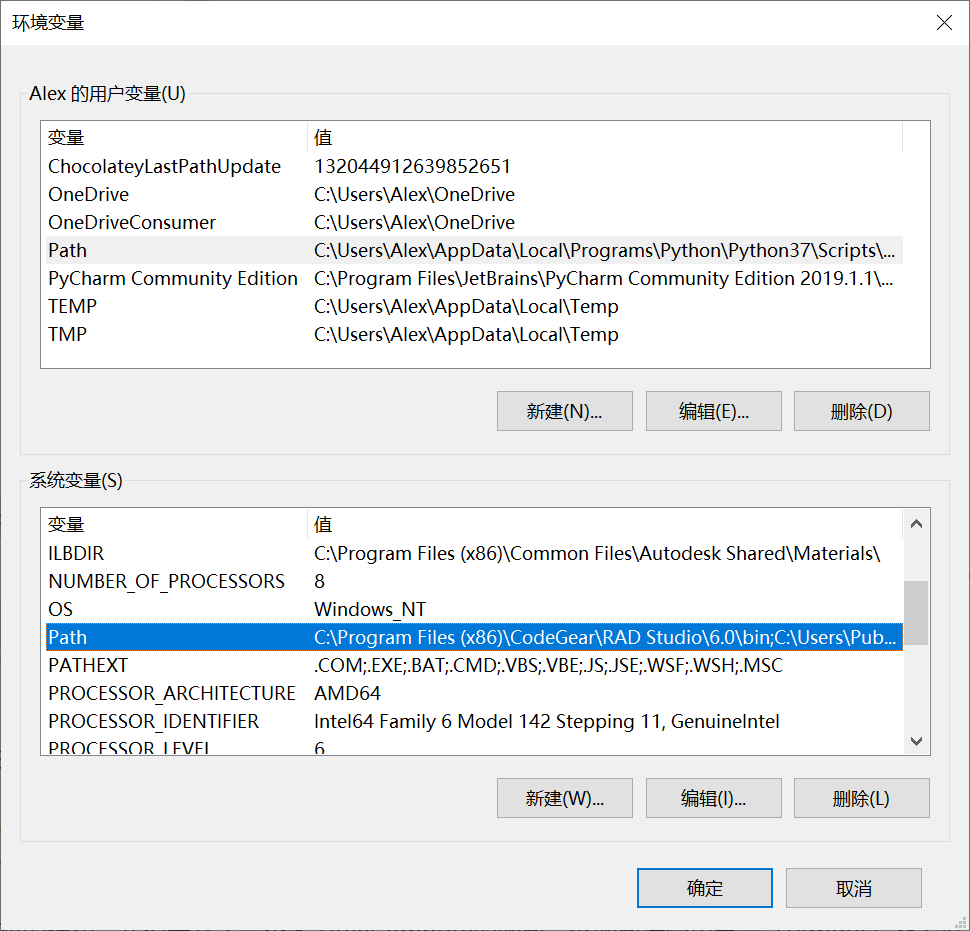 环境变量
Alex 的用户变量(U)
变量 值
ChocolateyLastPathUpdate 132044912639852651
OneDrive C:\Users\Alex\OneDrive
OneDriveConsumer C:\Users\Alex\OneDrive
Path C:\Users\Alex\AppData\Local\Programs\Python\Python37\Scripts\...
PyCharm Community Edition C:\Program Files\JetBrains\PyCharm Community Edition 2019.1.1\...
TEMP C:\Users\Alex\AppData\Local\Temp
TMP C:\Users\Alex\AppData\Local\Temp
新建(N)... 编辑(E)... 删除(D)
系统变量(S)
变量 值
ILBDIR C:\Program Files (x86)\Common Files\Autodesk Shared\Materials\
NUMBER_OF_PROCESSORS 8
OS Windows_NT
Path C:\Program Files (x86)\CodeGear\RAD Studio\6.0\bin;C:\Users\Pub...
PATHEXT .COM;.EXE;.BAT;.CMD;.VBS;.VBE;.JS;.JSE;.WSF;.WSH;.MSC
PROCESSOR_ARCHITECTURE AMD64
PROCESSOR_IDENTIFIER Intel64 Family 6 Model 142 Stepping 11, GenuineIntel
PROCESSOR_LEVEL 6
新建(W)... 编辑(I)... 删除(L)
确定 取消